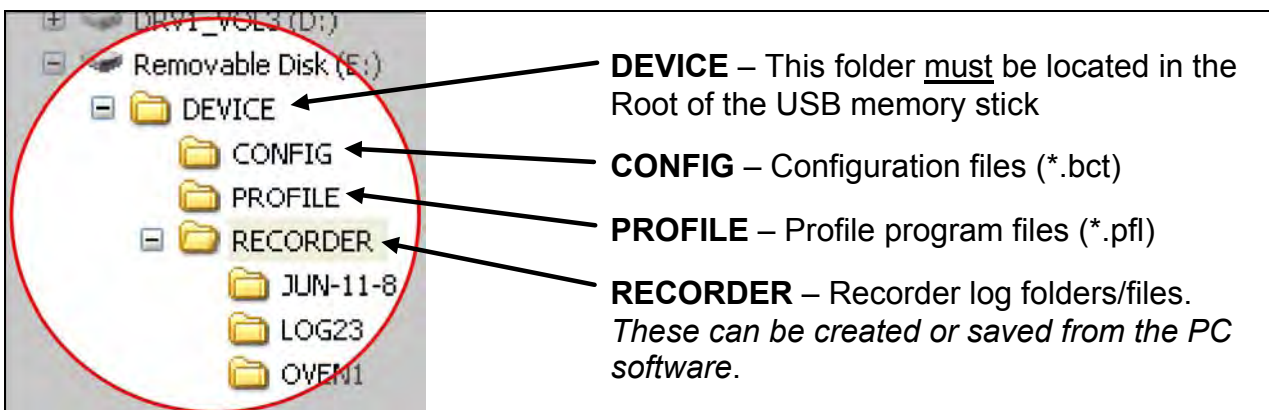 DRV1_VOL3 (D:)
Removable Disk (E:)
DEVICE
CONFIG
PROFILE
RECORDER
JUN-11-8
LOG23
OVEN1
DEVICE – This folder must be located in the
Root of the USB memory stick
CONFIG – Configuration files (*.bct)
PROFILE – Profile program files (*.pfl)
RECORDER – Recorder log folders/files.
These can be created or saved from the PC
software.